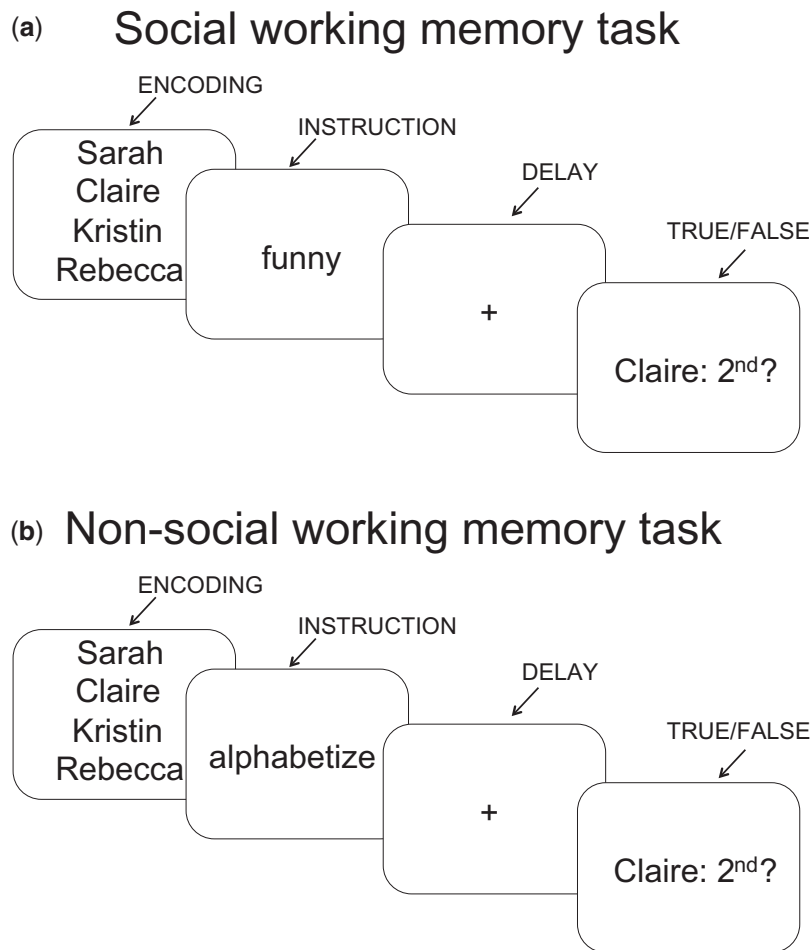 (a) Social working memory task
ENCODING
Sarah
Claire
Kristin
Rebecca
INSTRUCTION
funny
DELAY
+
TRUE/FALSE
Claire: 2nd?
(b) Non-social working memory task
ENCODING
Sarah
Claire
Kristin
Rebecca
INSTRUCTION
alphabetize
DELAY
+
TRUE/FALSE
Claire: 2nd?